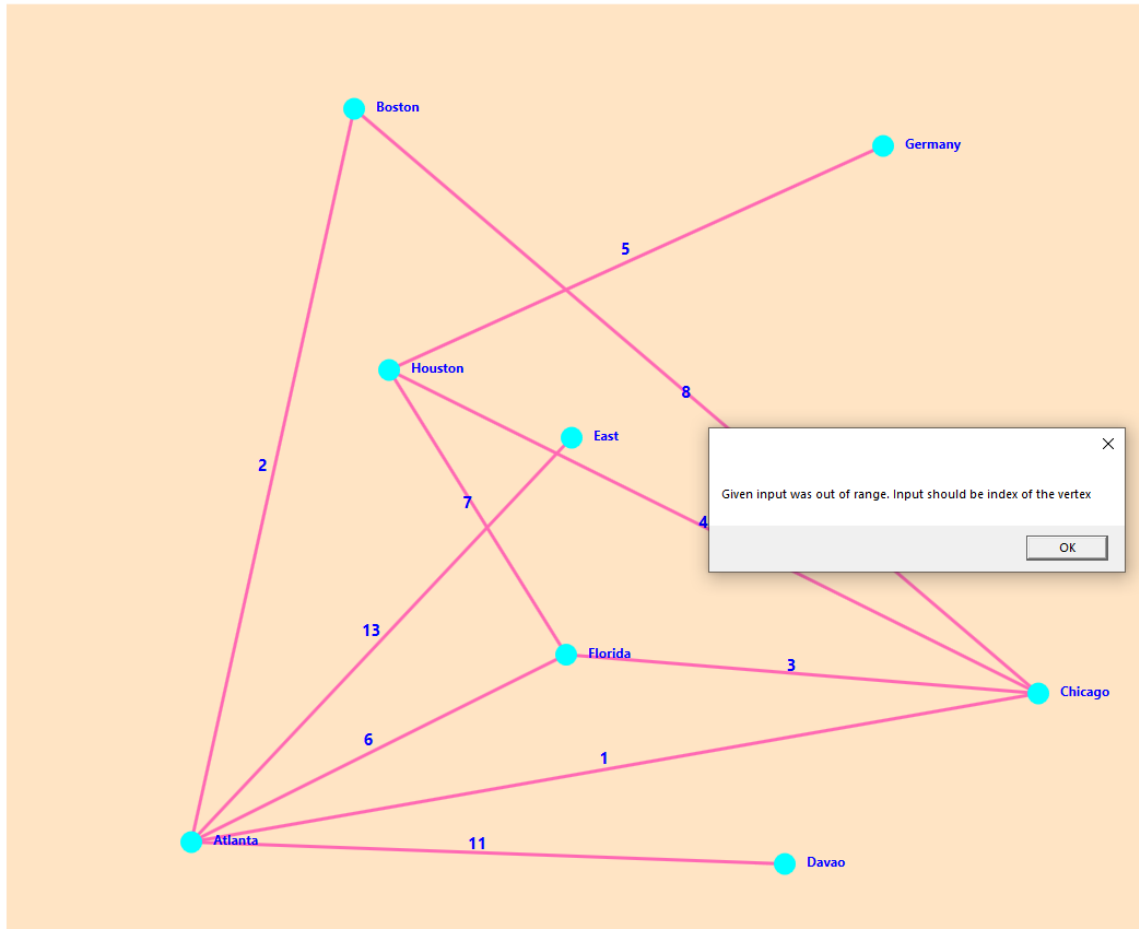 Boston
Germany
5
Houston
8
East
2
Given input was out of range. Input should be index of the vertex
7
4
OK
13
Florida
3
Chicago
6
1
Atlanta
11
Davao